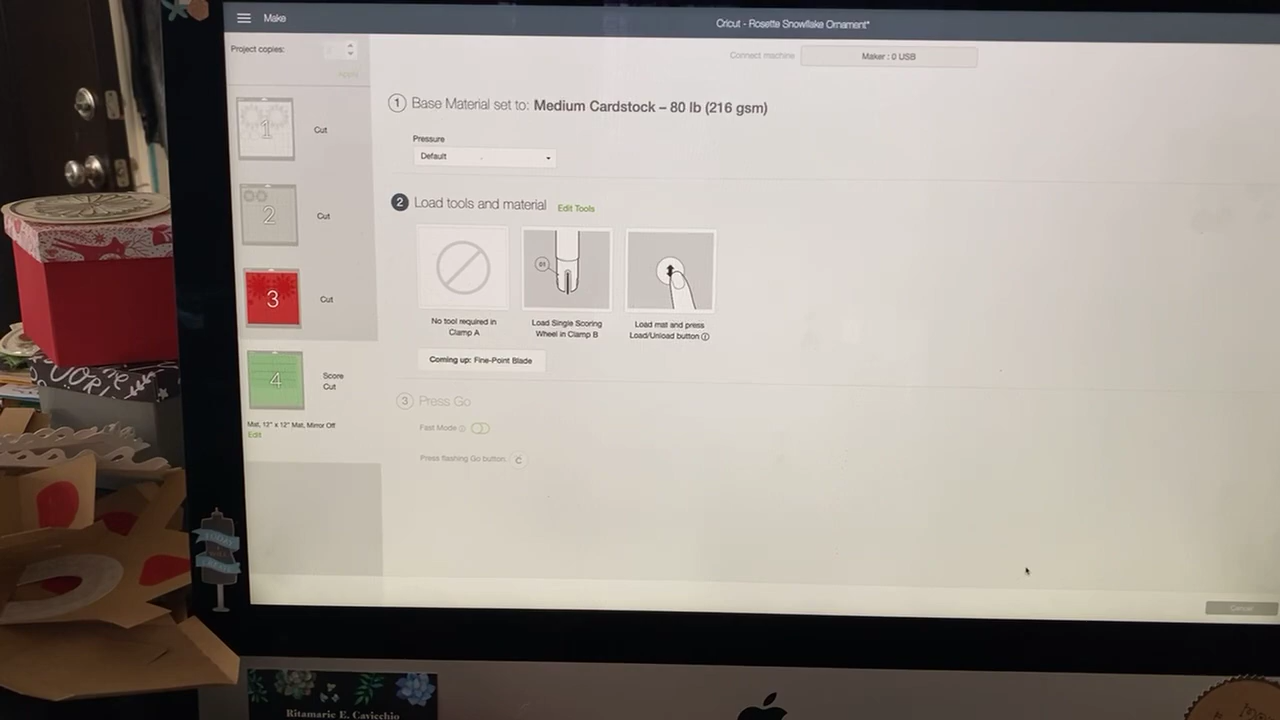 Make
Cricut - Rosette Snowflake Ornament*
Project copies:
Apply
Connect machine
Maker : 0 USB
1
Cut
2
Cut
3
Cut
4
Score
Cut
Mat, 12" x 12" Mat, Mirror Off
Edit
1 Base Material set to: Medium Cardstock – 80 lb (216 gsm)
Pressure
Default
2 Load tools and material Edit Tools
01
No tool required in
Clamp A
Load Single Scoring
Wheel in Clamp B
Load mat and press
Load/Unload button
Coming up: Fine-Point Blade
3 Press Go
Fast Mode
Press flashing Go button.
Cancel
Ritamarie E. Cavicchio